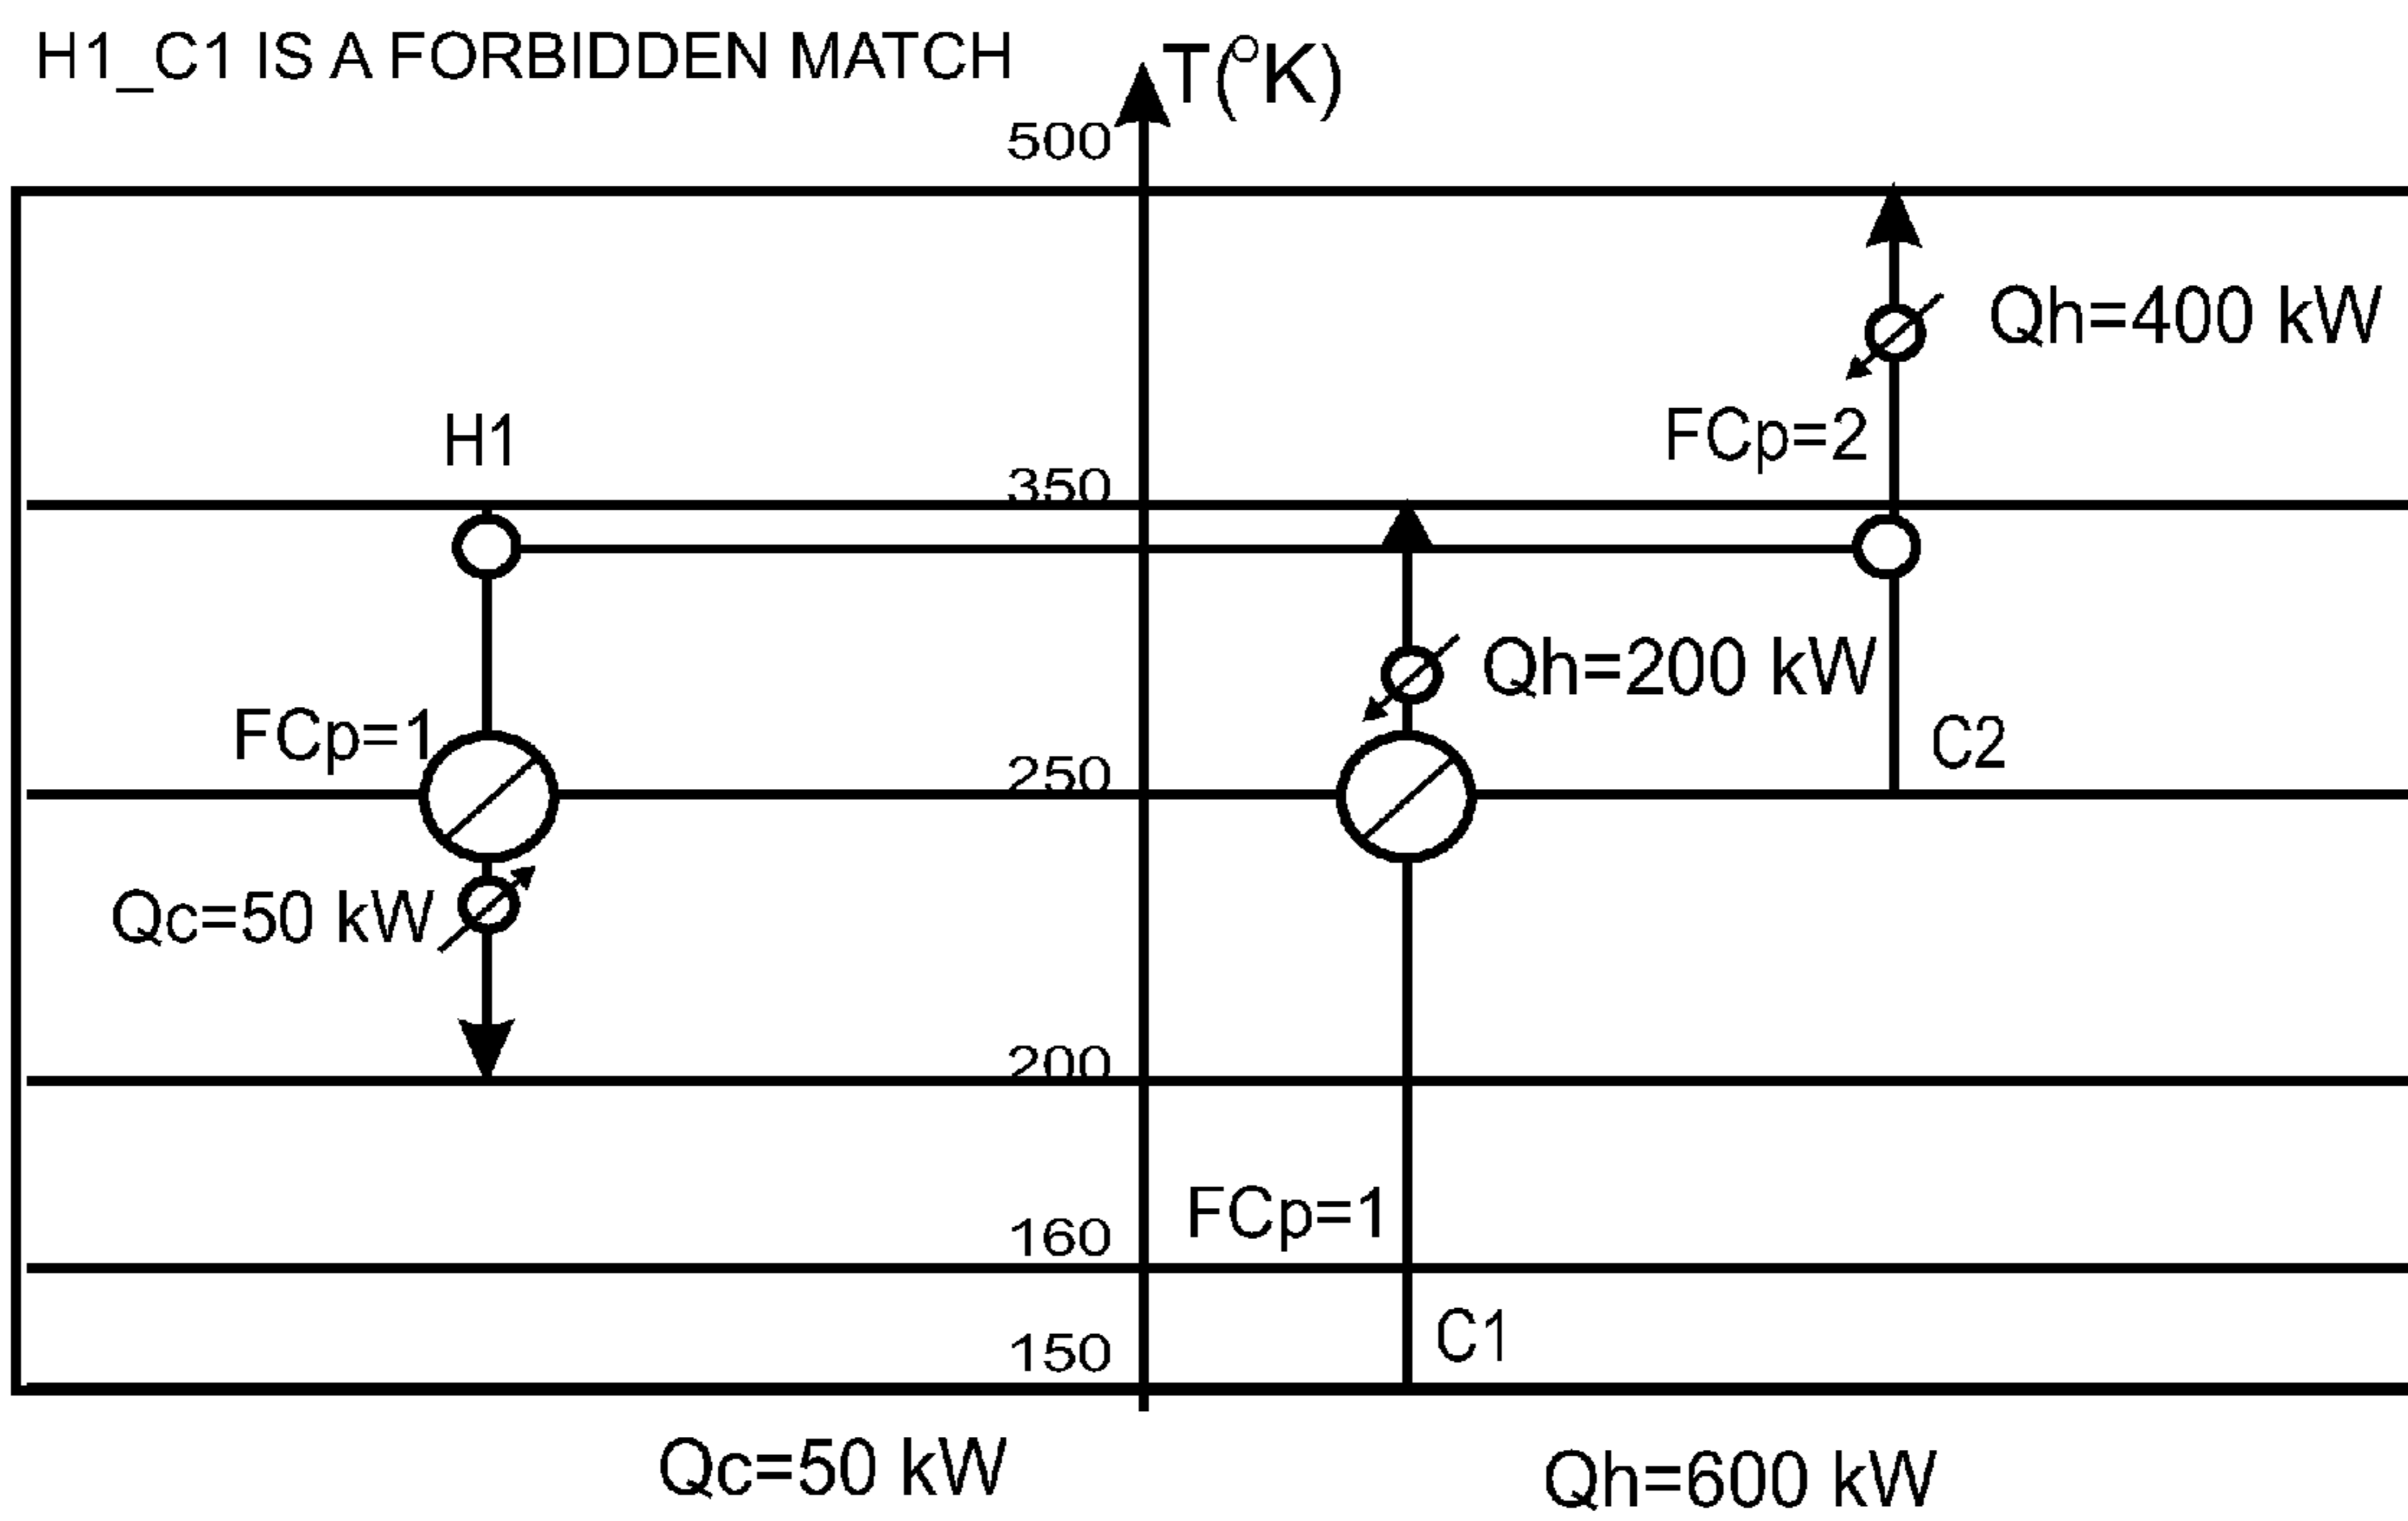 H1_C1 IS A FORBIDDEN MATCH
T(°K)
500
Qh=400 kW
FCp=2
H1
350
Qh=200 kW
FCp=1
C2
250
Qc=50 kW
200
FCp=1
160
C1
150
Qc=50 kW
Qh=600 kW